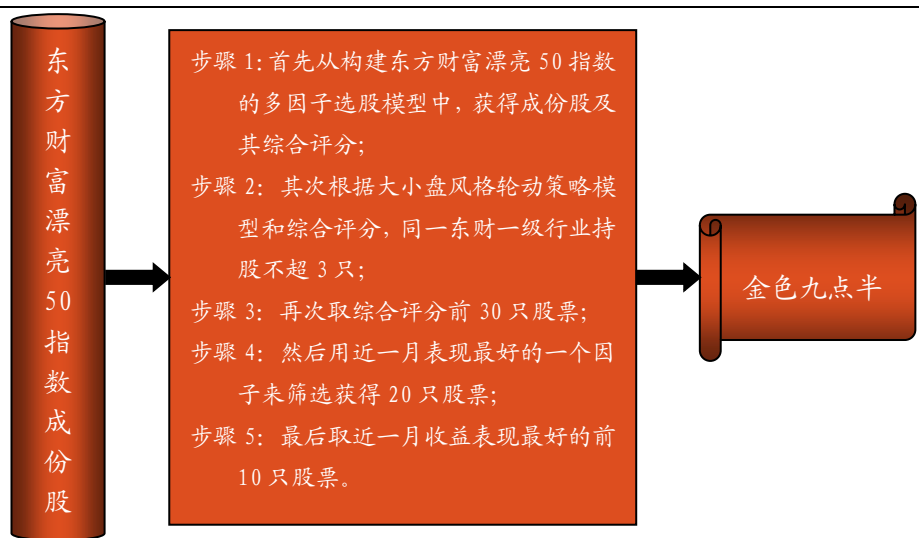 东方财富漂亮50指数成份股
步骤 1：首先从构建东方财富漂亮 50 指数
的多因子选股模型中，获得成份股及
其综合评分；
步骤 2：其次根据大小盘风格轮动策略模
型和综合评分，同一东财一级行业持
股不超 3 只；
步骤 3：再次取综合评分前 30 只股票；
步骤 4：然后用近一月表现最好的一个因
子来筛选获得 20 只股票；
步骤 5：最后取近一月收益表现最好的前
10 只股票。
金色九点半